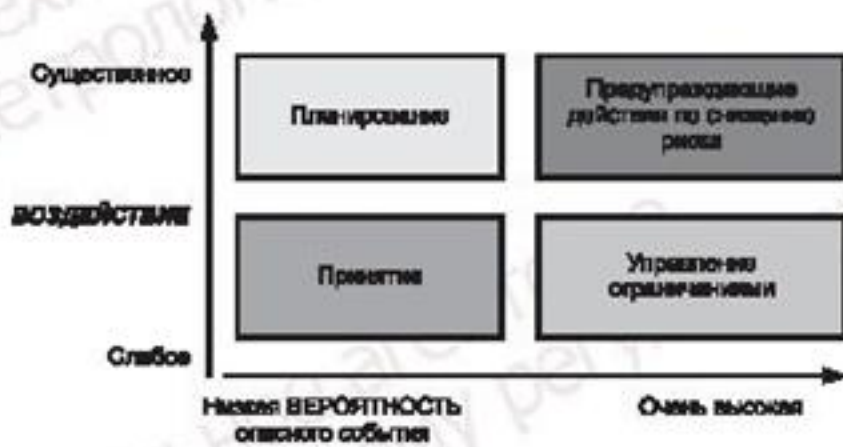 Существенное
Планирование
Предупреждающие
действия по (снижению)
риска
ВОЗДЕЙСТВИЕ
Принятие
Управление
ограничениями
Слабое
Низкая ВЕРОЯТНОСТЬ
опасного события
Очень высокая